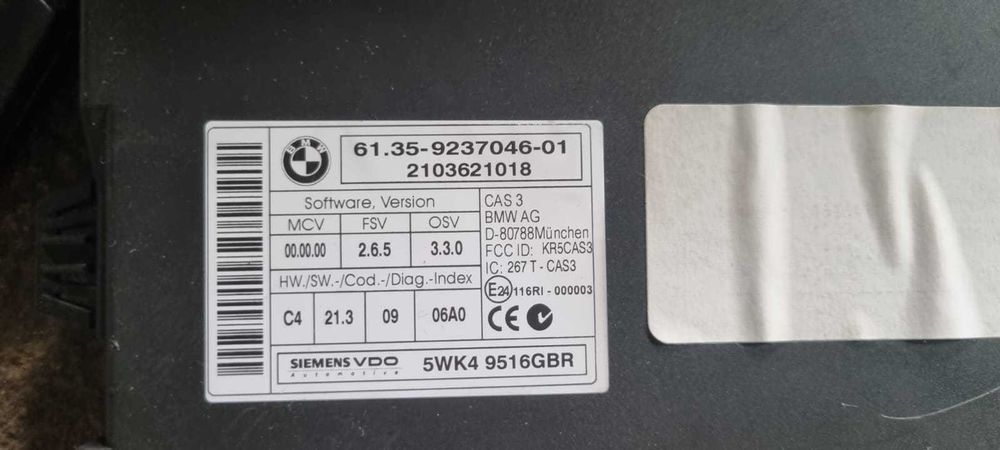 BMW
61.35-9237046-01
2103621018
Software, Version
MCV FSV OSV
00.00.00 2.6.5 3.3.0
HW./SW.-/Cod.-/Diag.-Index
C4 21.3 09 06A0
CAS 3
BMW AG
D-80788München
FCC ID: KR5CAS3
IC: 267 T - CAS3
E24 116RI - 000003
CE
SIEMENS VDO
Automotive
5WK4 9516GBR